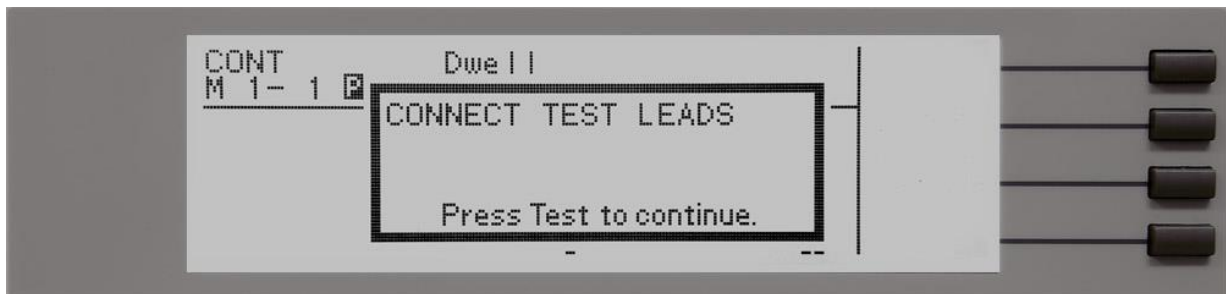 CONT
Dwell
M 1- 1 P
CONNECT TEST LEADS
Press Test to continue.
- --